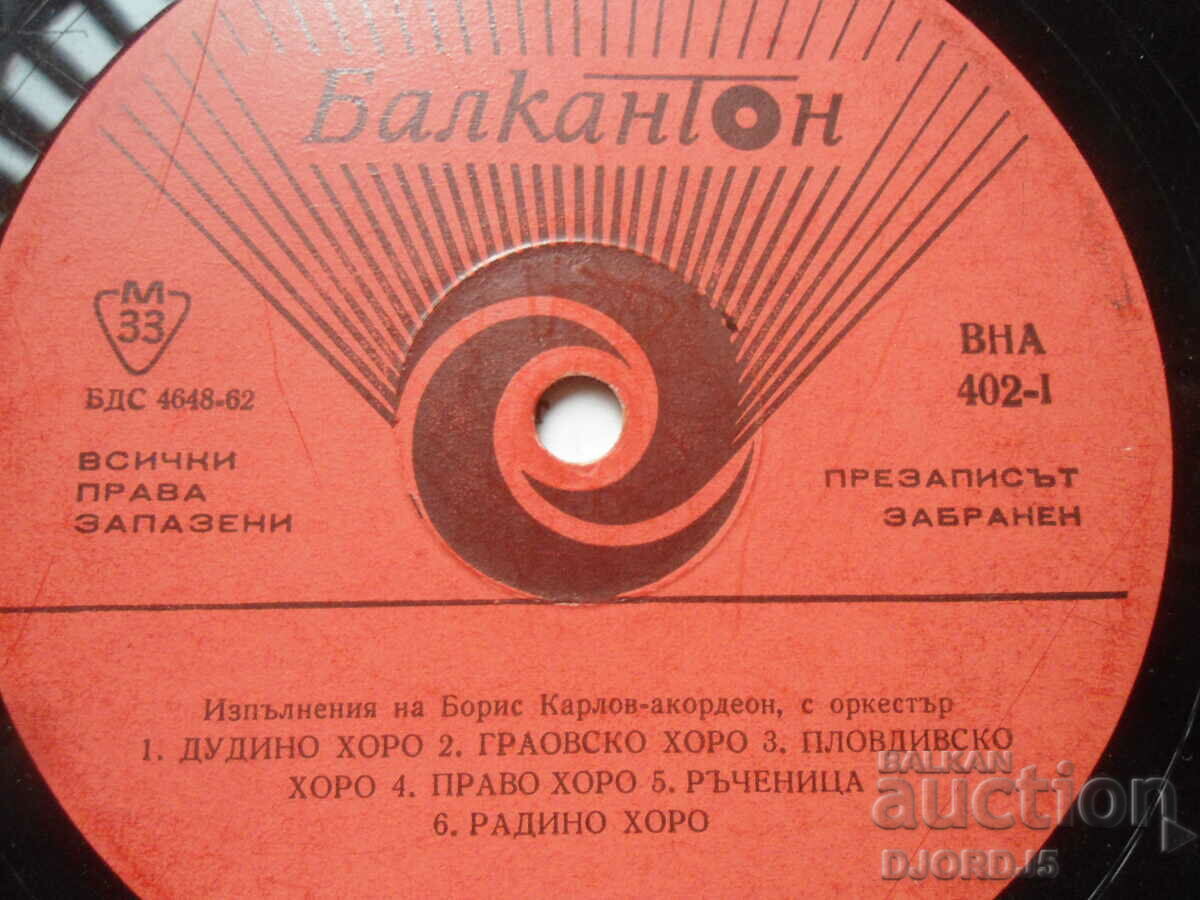 Балкантон
М
33
БДС 4648-62
ВСИЧКИ
ПРАВА
ЗАПАЗЕНИ
ВНА
402-I
ПРЕЗАПИСЪТ
ЗАБРАНЕН
Изпълнения на Борис Карлов-акордеон, с оркестър
1. ДУДИНО ХОРО 2. ГРАОВСКО ХОРО 3. ПЛОВДИВСКО
ХОРО 4. ПРАВО ХОРО 5. РЪЧЕНИЦА
6. РАДИНО ХОРО
BALKAN
auction
DJORDJ5